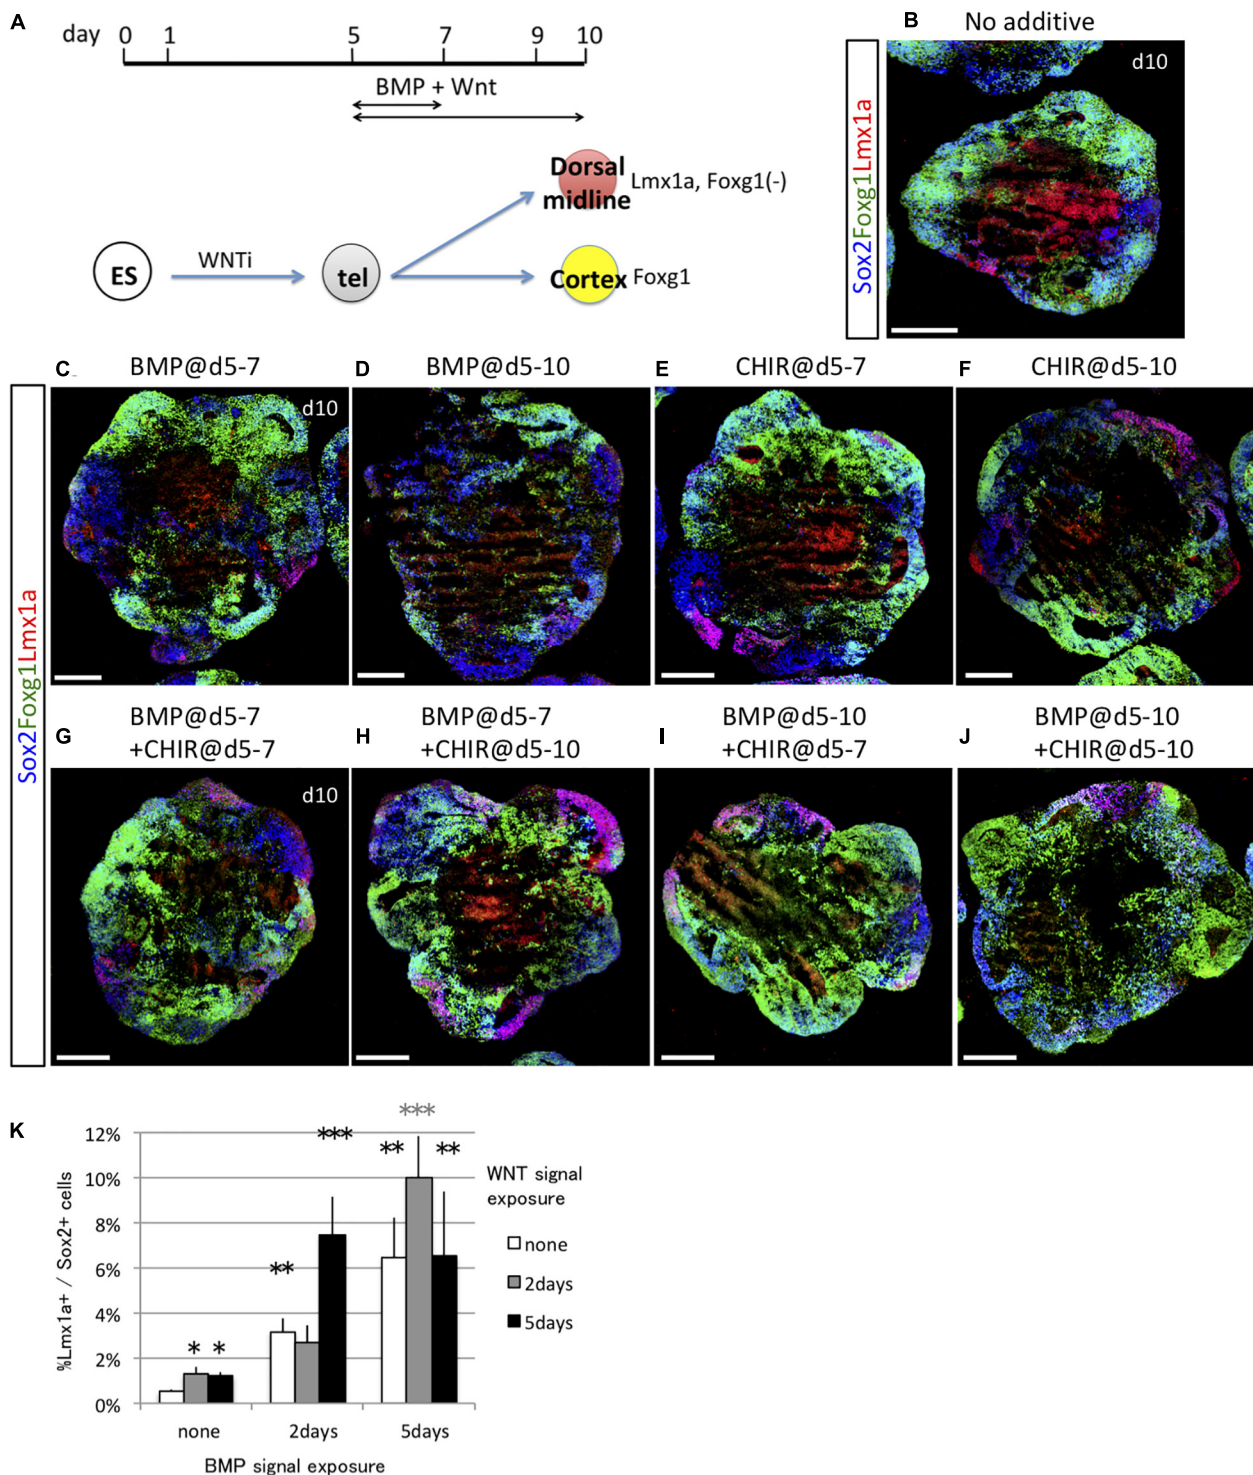 A
day 0 1 5 7 9 10
BMP + Wnt
Dorsal
midline
Lmx1a, Foxg1(-)
ES
WNTi
tel
Cortex
Foxg1
B
No additive
d10
Sox2Foxg1Lmx1a
C
BMP@d5-7
d10
D
BMP@d5-10
E
CHIR@d5-7
F
CHIR@d5-10
Sox2Foxg1Lmx1a
G
BMP@d5-7
+CHIR@d5-7
d10
H
BMP@d5-7
+CHIR@d5-10
I
BMP@d5-10
+CHIR@d5-7
J
BMP@d5-10
+CHIR@d5-10
K
%Lmx1a+ / Sox2+ cells
12%
10%
8%
6%
4%
2%
0%
* *
** ***
** *** **
none 2days 5days
BMP signal exposure
WNT signal
exposure
none
2days
5days